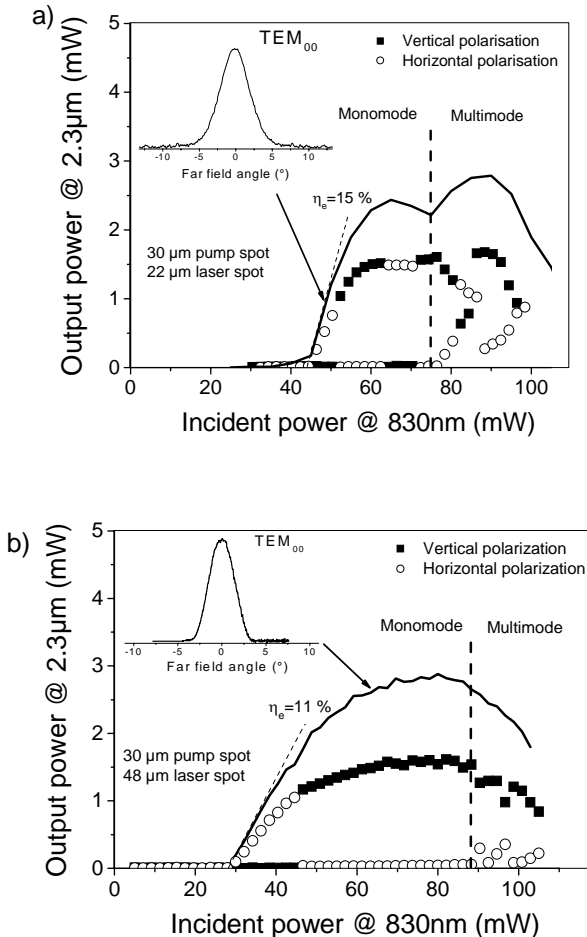 a)
TEM00
Vertical polarisation
Horizontal polarisation
Monomode
Multimode
-10 -5 0 5 10
Far field angle (°)
ηe=15 %
30 µm pump spot
22 µm laser spot
Output power @ 2.3µm (mW)
5
4
3
2
1
0
0 20 40 60 80 100
Incident power @ 830nm (mW)
b)
TEM00
Vertical polarization
Horizontal polarization
Monomode
Multimode
-10 -5 0 5 10
Far field angle (°)
ηe=11 %
30 µm pump spot
48 µm laser spot
Output power @ 2.3µm (mW)
5
4
3
2
1
0
0 20 40 60 80 100
Incident power @ 830nm (mW)